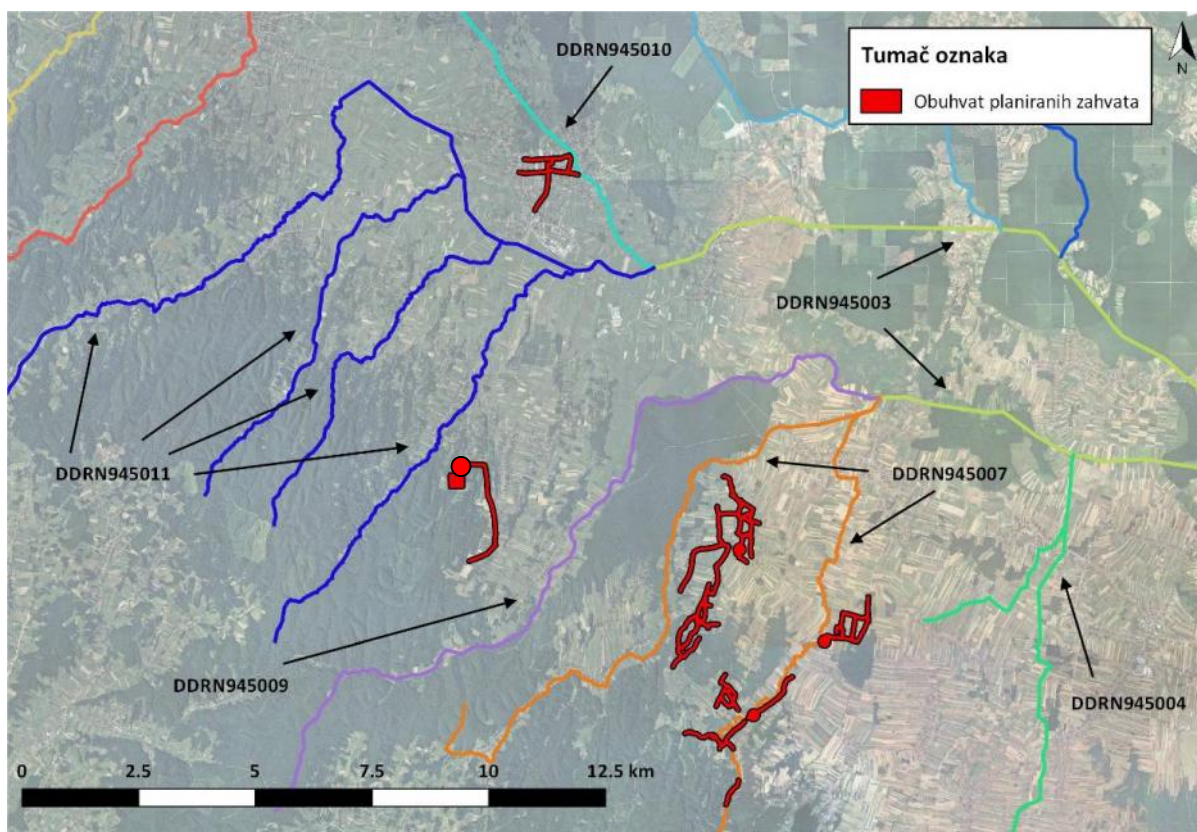 DDRN945010
Tumač oznaka
Obuhvat planiranih zahvata
N
DDRN945003
DDRN945011
DDRN945007
DDRN945009
DDRN945004
0 2.5 5 7.5 10 12.5 km